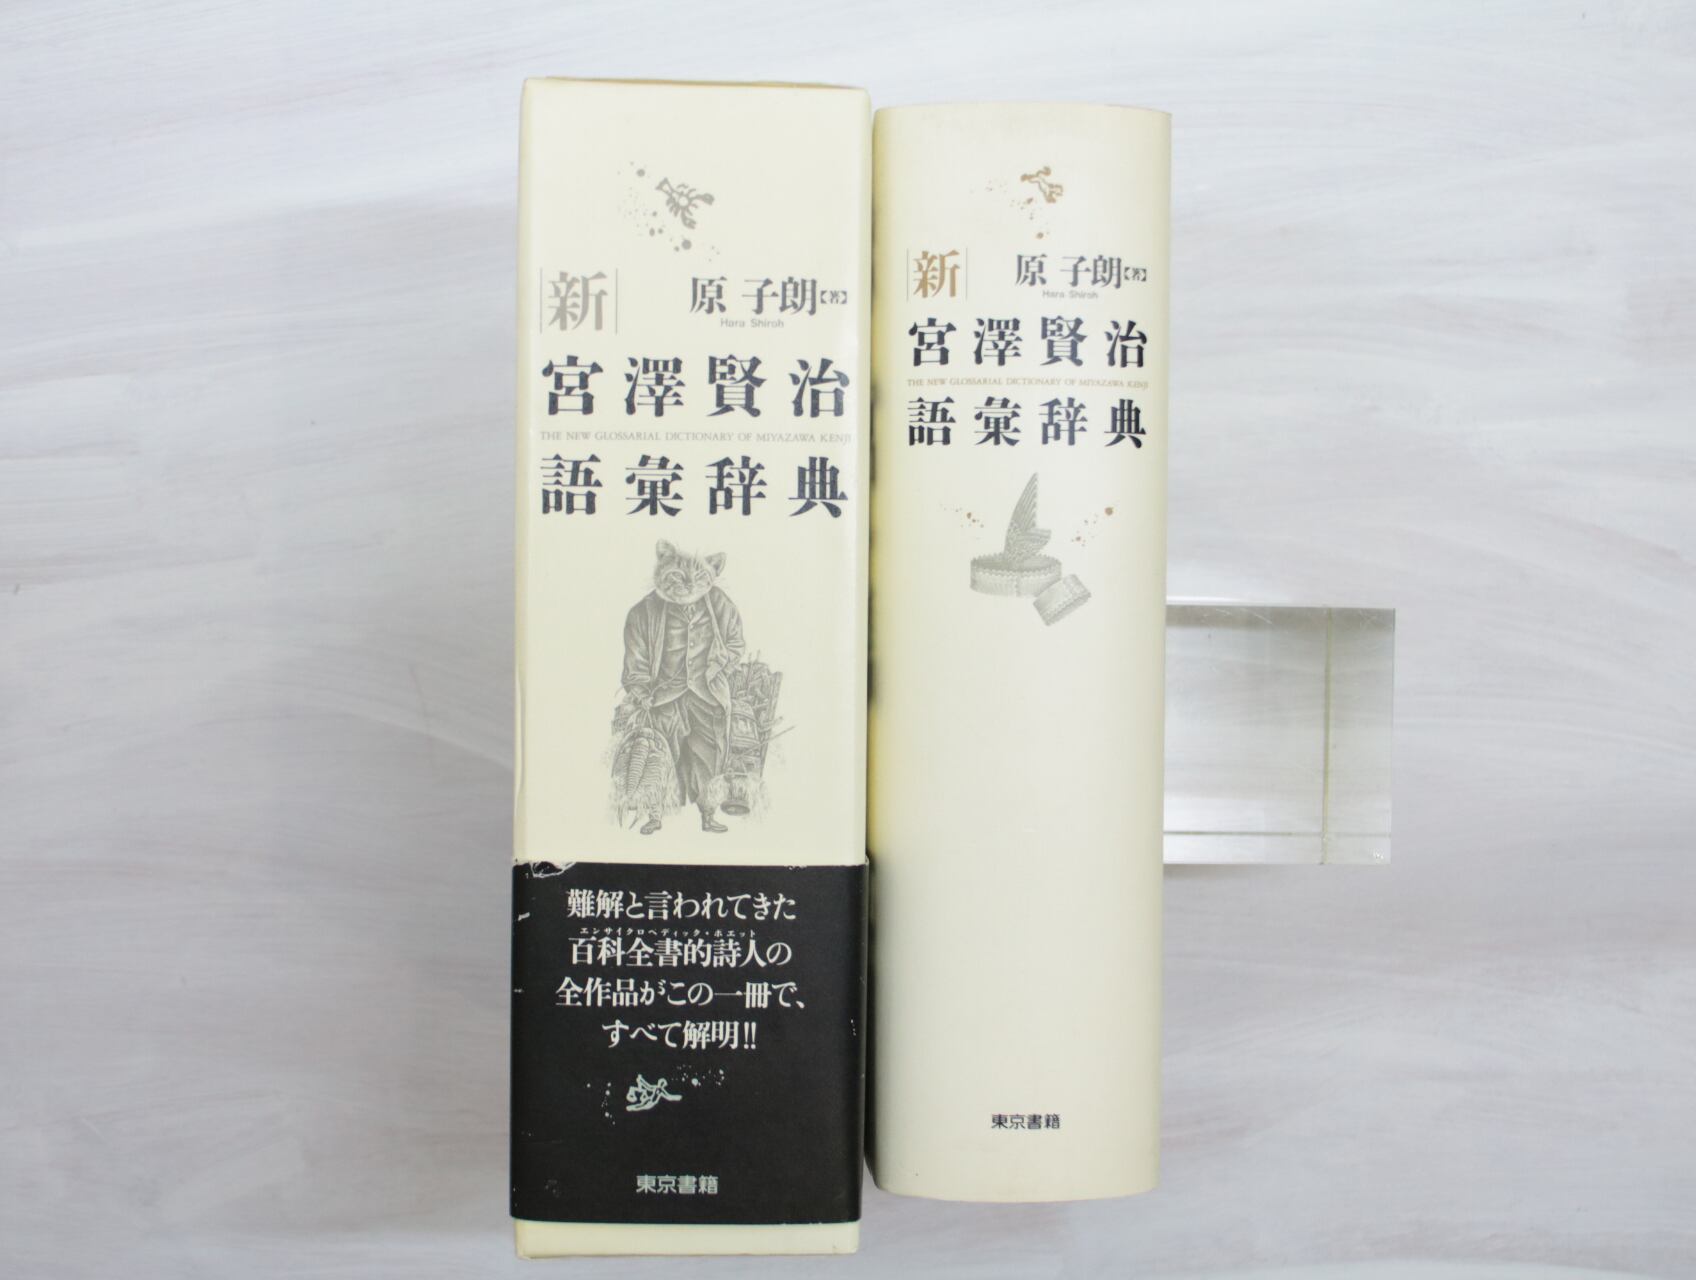 新
原 子朗【著】
Hara Shiroh
宮澤賢治
THE NEW GLOSSARIAL DICTIONARY OF MIYAZAWA KENJI
語彙辞典
難解と言われてきた
エンサイクロペディック・ポエット
百科全書的詩人の
全作品がこの一冊で、
すべて解明!!
東京書籍
新
原 子朗【著】
Hara Shiroh
宮澤賢治
THE NEW GLOSSARIAL DICTIONARY OF MIYAZAWA KENJI
語彙辞典
東京書籍